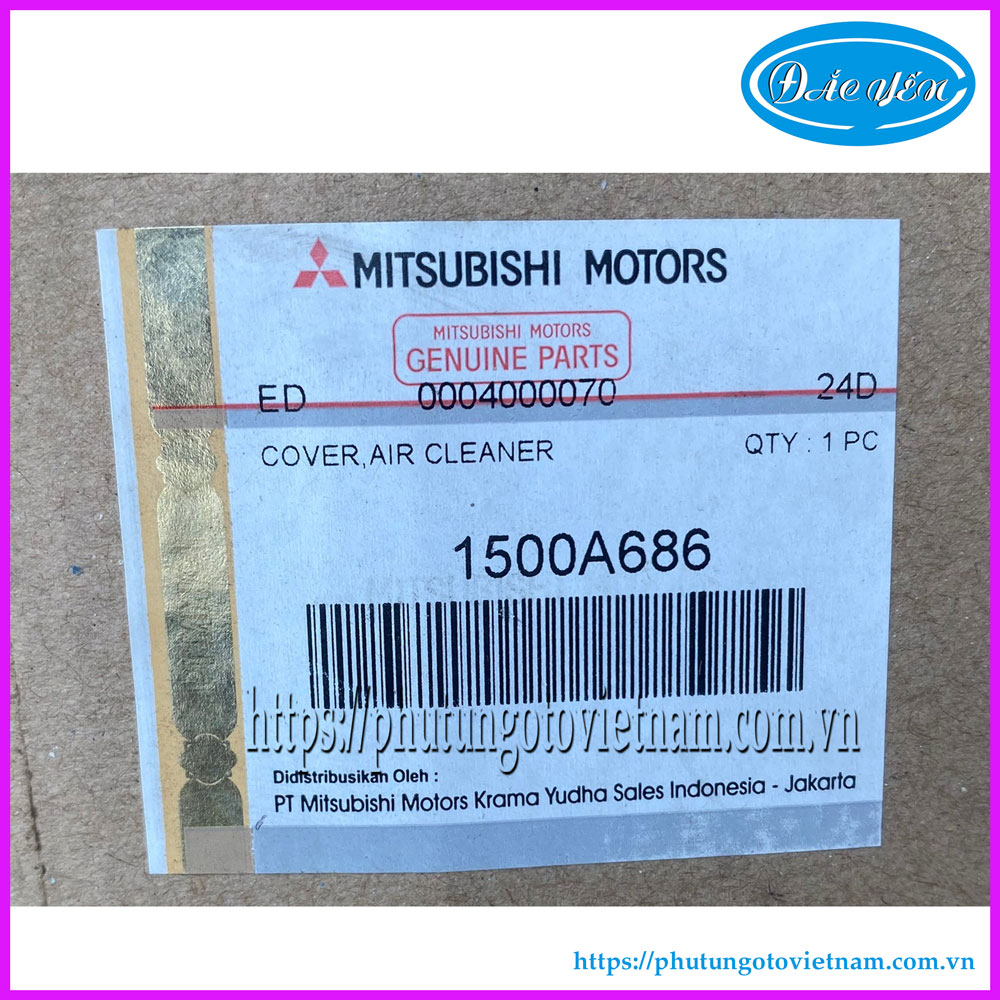 ĐẮC YẾN
MITSUBISHI MOTORS
MITSUBISHI MOTORS
GENUINE PARTS
ED 0004000070 24D
COVER,AIR CLEANER QTY : 1 PC
1500A686
https://phutungotovietnam.com.vn
Didistribusikan Oleh :
PT Mitsubishi Motors Krama Yudha Sales Indonesia - Jakarta
https://phutungotovietnam.com.vn